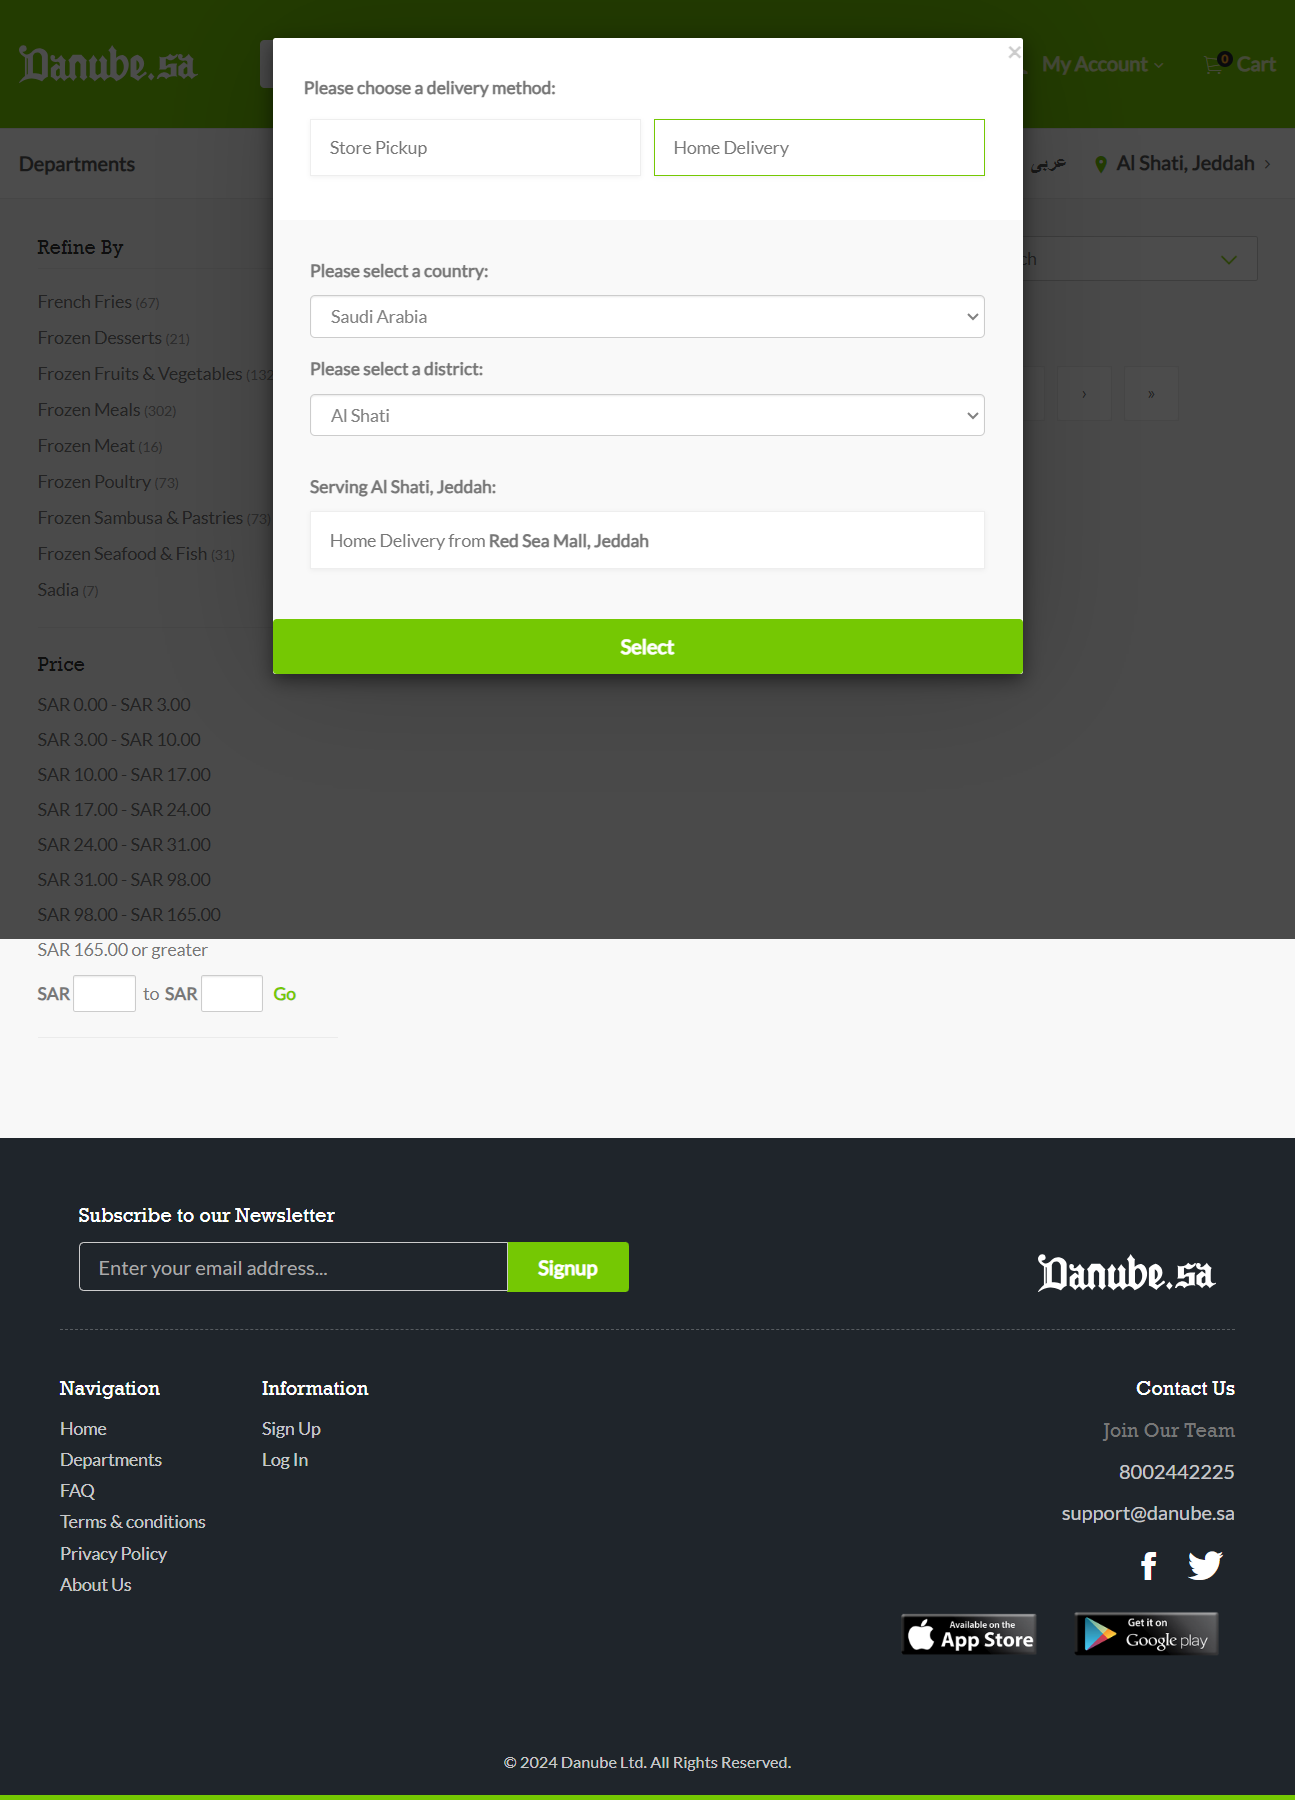 Danube.sa
My Account
0
Cart
Departments
عربى
Al Shati, Jeddah
×
Please choose a delivery method:
Store Pickup
Home Delivery
Please select a country:
Saudi Arabia
Please select a district:
Al Shati
Serving Al Shati, Jeddah:
Home Delivery from Red Sea Mall, Jeddah
Select
Refine By
French Fries (67)
Frozen Desserts (21)
Frozen Fruits & Vegetables (132
Frozen Meals (302)
Frozen Meat (16)
Frozen Poultry (73)
Frozen Sambusa & Pastries (73)
Frozen Seafood & Fish (31)
Sadia (7)
› »
Price
SAR 0.00 - SAR 3.00
SAR 3.00 - SAR 10.00
SAR 10.00 - SAR 17.00
SAR 17.00 - SAR 24.00
SAR 24.00 - SAR 31.00
SAR 31.00 - SAR 98.00
SAR 98.00 - SAR 165.00
SAR 165.00 or greater
SAR to SAR Go
Subscribe to our Newsletter
Enter your email address...
Signup
Danube.sa
Navigation
Home
Departments
FAQ
Terms & conditions
Privacy Policy
About Us
Information
Sign Up
Log In
Contact Us
Join Our Team
8002442225
support@danube.sa
Available on the
App Store
Get it on
Google play
© 2024 Danube Ltd. All Rights Reserved.